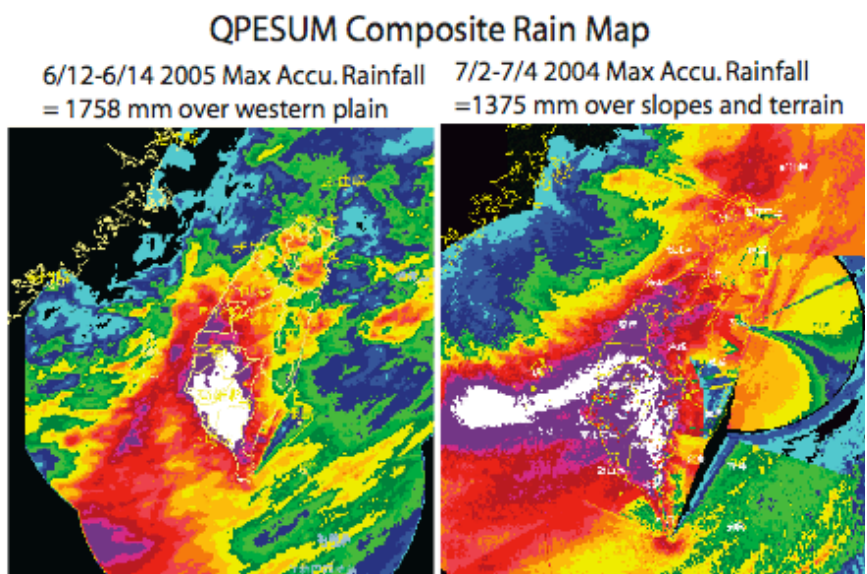 QPESUM Composite Rain Map
6/12-6/14 2005 Max Accu. Rainfall
= 1758 mm over western plain
7/2-7/4 2004 Max Accu. Rainfall
=1375 mm over slopes and terrain